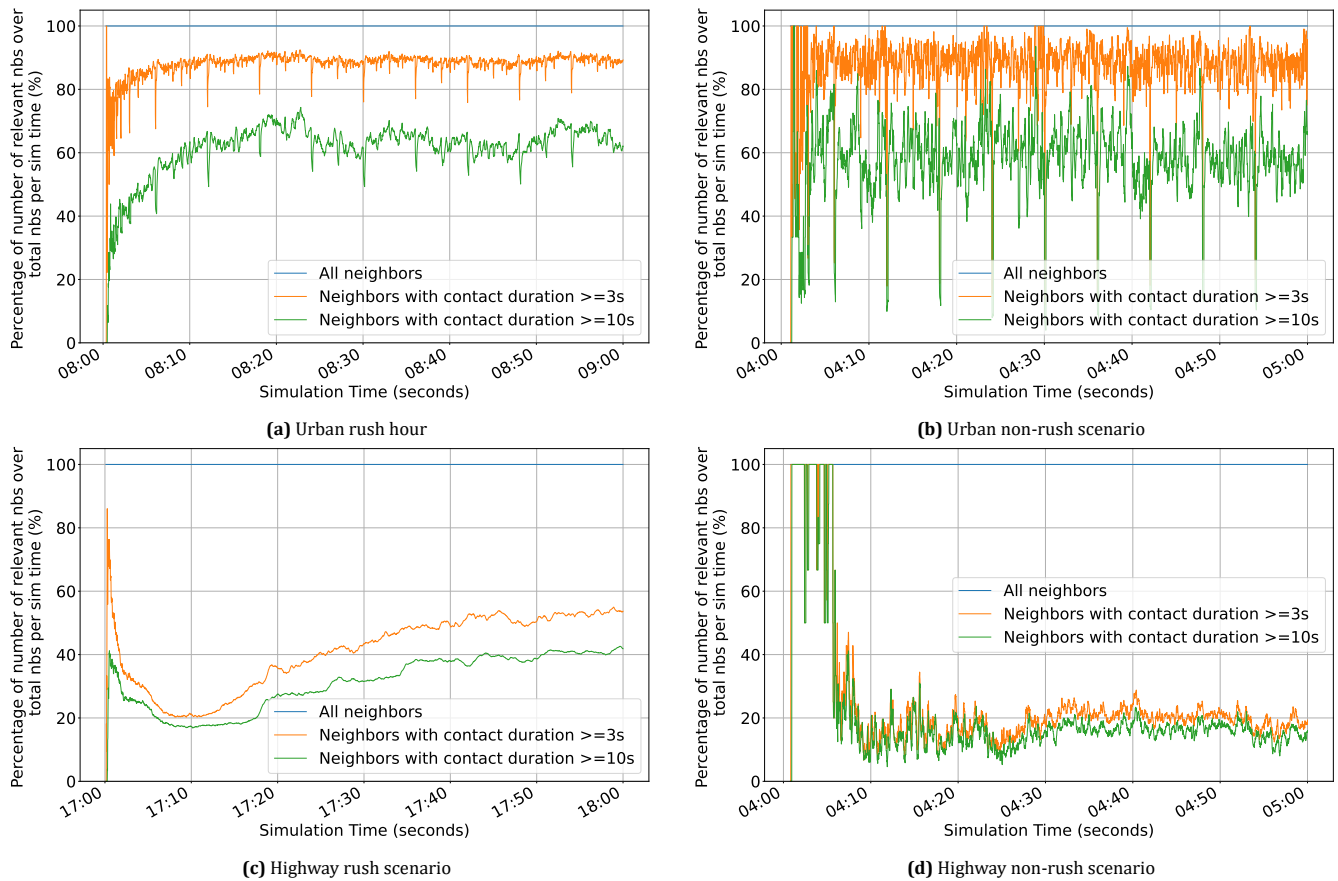 Percentage of number of relevant nbs over
total nbs per sim time (%)
100
80
60
40
20
0
All neighbors
Neighbors with contact duration >=3s
Neighbors with contact duration >=10s
08:00
08:10
08:20
08:30
08:40
08:50
09:00
Simulation Time (seconds)
(a) Urban rush hour
Percentage of number of relevant nbs over
total nbs per sim time (%)
100
80
60
40
20
0
All neighbors
Neighbors with contact duration >=3s
Neighbors with contact duration >=10s
04:00
04:10
04:20
04:30
04:40
04:50
05:00
Simulation Time (seconds)
(b) Urban non-rush scenario
Percentage of number of relevant nbs over
total nbs per sim time (%)
100
80
60
40
20
0
All neighbors
Neighbors with contact duration >=3s
Neighbors with contact duration >=10s
17:00
17:10
17:20
17:30
17:40
17:50
18:00
Simulation Time (seconds)
(c) Highway rush scenario
Percentage of number of relevant nbs over
total nbs per sim time (%)
100
80
60
40
20
0
All neighbors
Neighbors with contact duration >=3s
Neighbors with contact duration >=10s
04:00
04:10
04:20
04:30
04:40
04:50
05:00
Simulation Time (seconds)
(d) Highway non-rush scenario